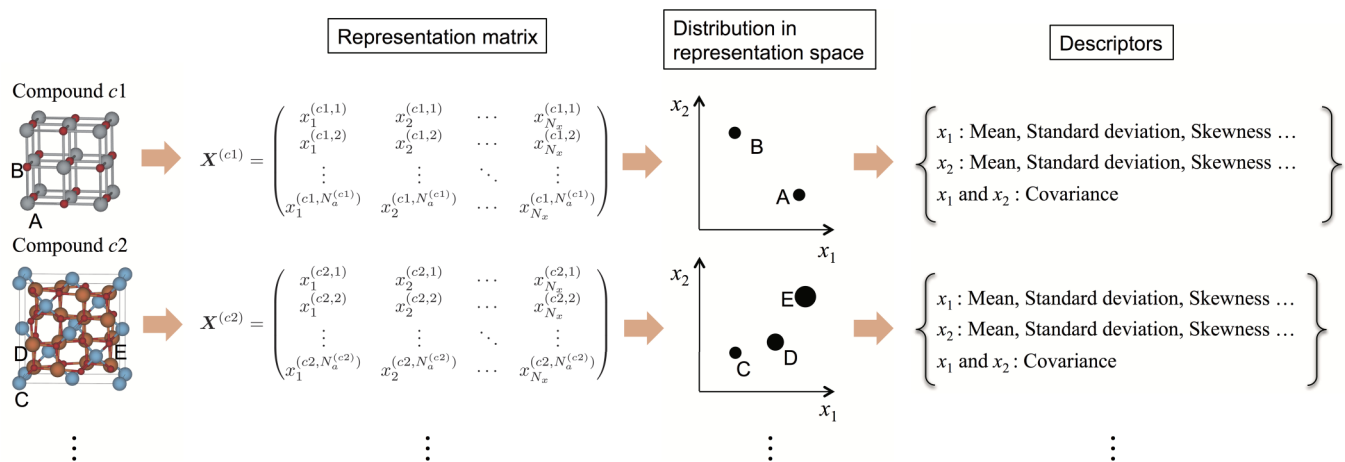 Representation matrix
Distribution in
representation space
Descriptors
Compound c1
B
A
X^{(c1)} =
x_1^{(c1,1)} x_2^{(c1,1)} ⋯ x_{N_x}^{(c1,1)}
x_1^{(c1,2)} x_2^{(c1,2)} ⋯ x_{N_x}^{(c1,2)}
⋮ ⋮ ⋱ ⋮
x_1^{(c1,N_a^{(c1)})} x_2^{(c1,N_a^{(c1)})} ⋯ x_{N_x}^{(c1,N_a^{(c1)})}
x_2
B
A
x_1
x_1 : Mean, Standard deviation, Skewness …
x_2 : Mean, Standard deviation, Skewness …
x_1 and x_2 : Covariance
Compound c2
D
E
C
X^{(c2)} =
x_1^{(c2,1)} x_2^{(c2,1)} ⋯ x_{N_x}^{(c2,1)}
x_1^{(c2,2)} x_2^{(c2,2)} ⋯ x_{N_x}^{(c2,2)}
⋮ ⋮ ⋱ ⋮
x_1^{(c2,N_a^{(c2)})} x_2^{(c2,N_a^{(c2)})} ⋯ x_{N_x}^{(c2,N_a^{(c2)})}
x_2
E
D
C
x_1
x_1 : Mean, Standard deviation, Skewness …
x_2 : Mean, Standard deviation, Skewness …
x_1 and x_2 : Covariance
⋮ ⋮ ⋮ ⋮